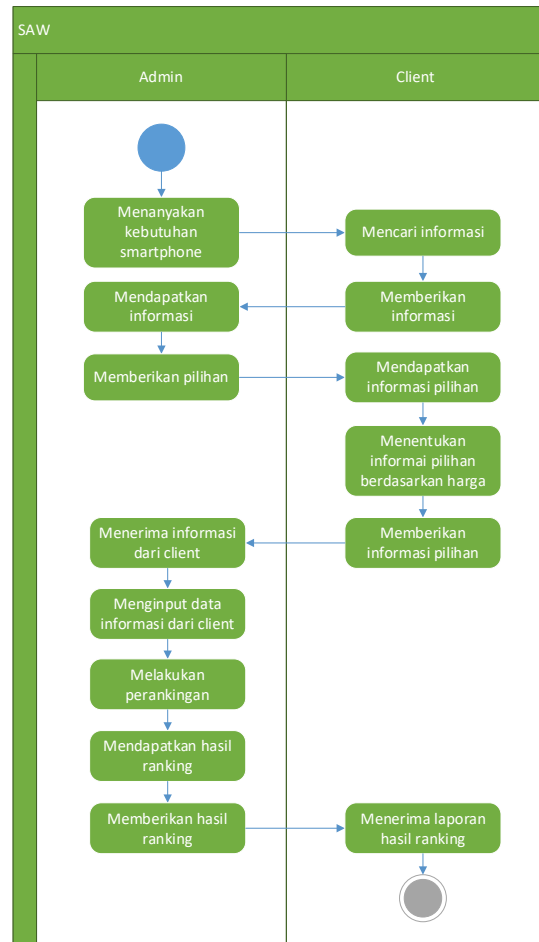 SAW
Admin
Client
Menanyakan
kebutuhan
smartphone
Mencari informasi
Memberikan
informasi
Mendapatkan
informasi
Memberikan pilihan
Mendapatkan
informasi pilihan
Menentukan
informai pilihan
berdasarkan harga
Memberikan
informasi pilihan
Menerima informasi
dari client
Menginput data
informasi dari client
Melakukan
perankingan
Mendapatkan hasil
ranking
Memberikan hasil
ranking
Menerima laporan
hasil ranking